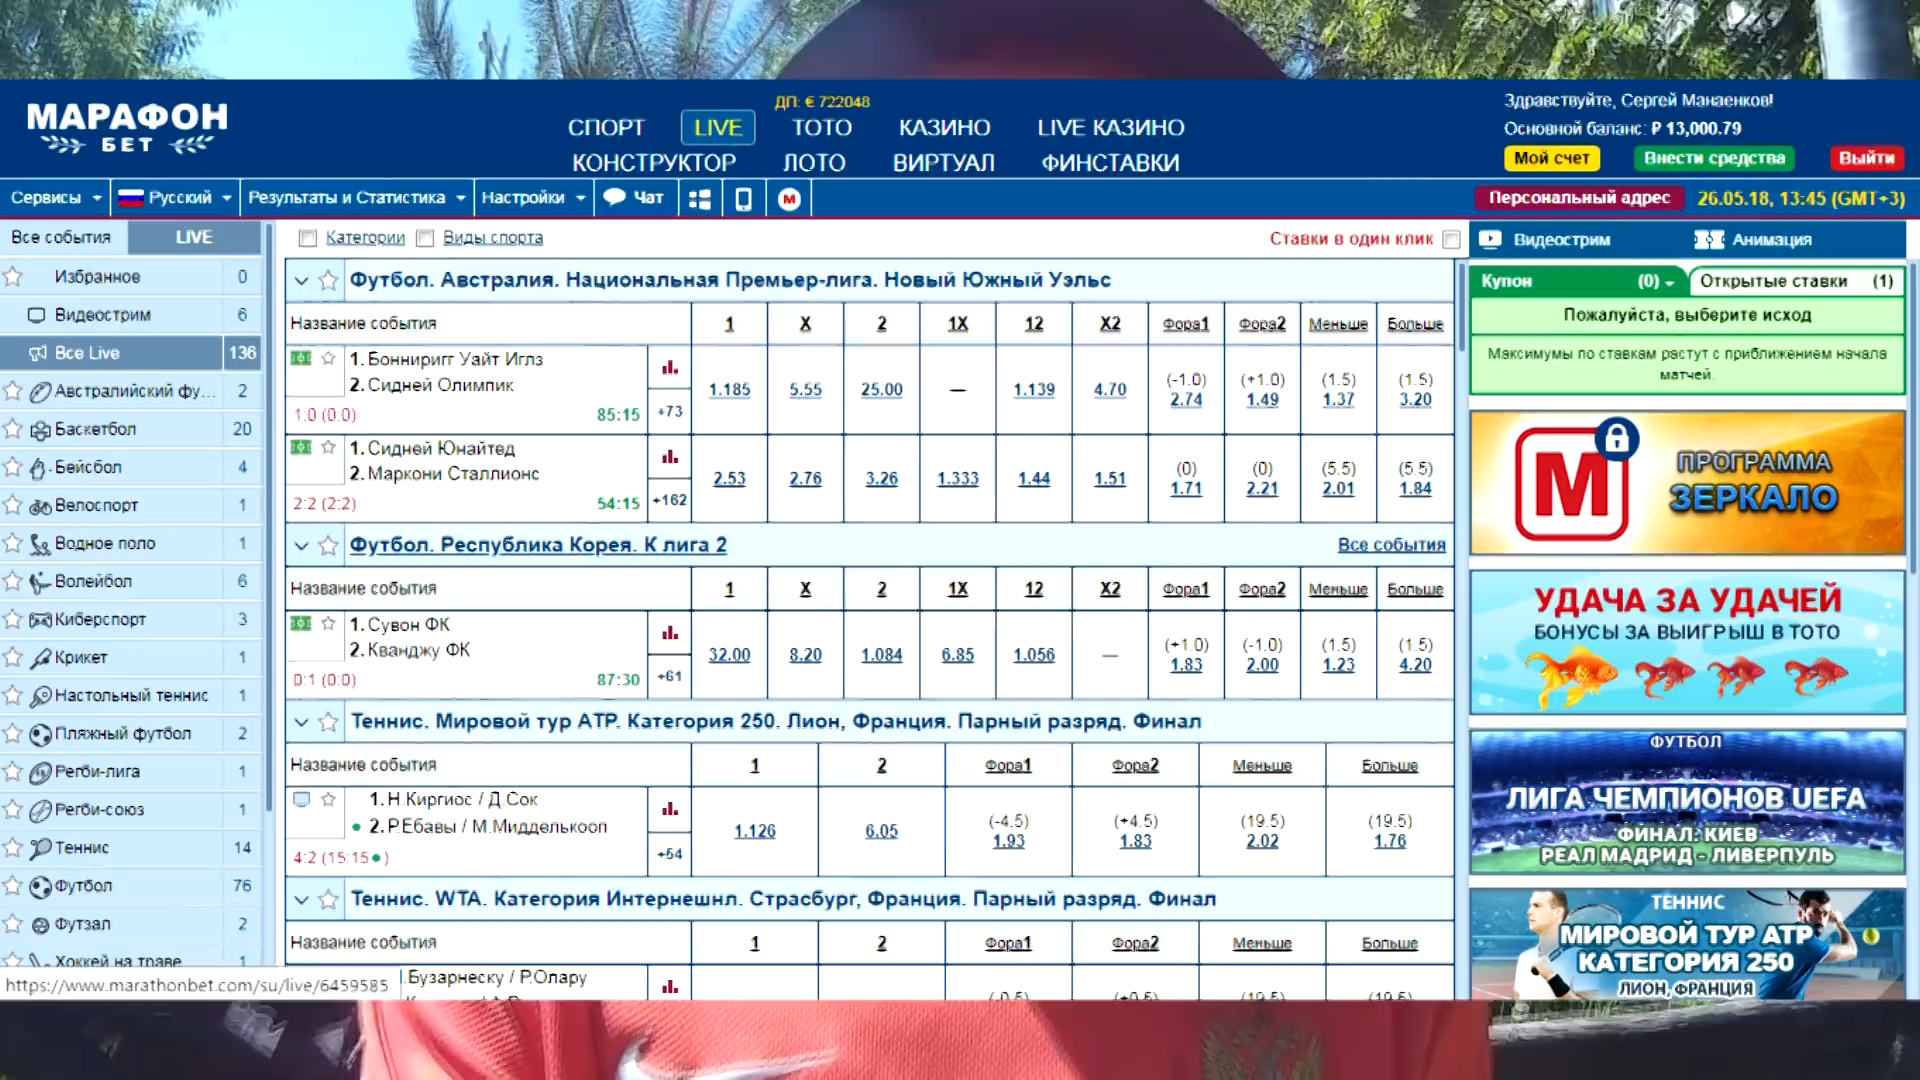 МАРАФОН
БЕТ
ДП: € 722048
СПОРТ LIVE ТОТО КАЗИНО LIVE КАЗИНО
КОНСТРУКТОР ЛОТО ВИРТУАЛ ФИНСТАВКИ
Здравствуйте, Сергей Манаенков!
Основной баланс: ₽ 13,000.79
Мой счет Внести средства Выйти
Сервисы Русский Результаты и Статистика Настройки Чат M
Персональный адрес 26.05.18, 13:45 (GMT+3)
Все события LIVE
Избранное 0
Видеострим 6
Все Live 136
Австралийский фу... 2
Баскетбол 20
Бейсбол 4
Велоспорт 1
Водное поло 1
Волейбол 6
Киберспорт 3
Крикет 1
Настольный теннис 1
Пляжный футбол 2
Регби-лига 1
Регби-союз 1
Теннис 14
Футбол 76
Футзал 2
Хоккей на траве 1
https://www.marathonbet.com/su/live/6459585
Категории Виды спорта Ставки в один клик
Футбол. Австралия. Национальная Премьер-лига. Новый Южный Уэльс
Название события 1 X 2 1X 12 X2 Фора1 Фора2 Меньше Больше
1. Бонниригг Уайт Иглз
2. Сидней Олимпик
1:0 (0:0) 85:15 +73
1.185 5.55 25.00 — 1.139 4.70 (-1.0) 2.74 (+1.0) 1.49 (1.5) 1.37 (1.5) 3.20
1. Сидней Юнайтед
2. Маркони Сталлионс
2:2 (2:2) 54:15 +162
2.53 2.76 3.26 1.333 1.44 1.51 (0) 1.71 (0) 2.21 (5.5) 2.01 (5.5) 1.84
Футбол. Республика Корея. К лига 2 Все события
Название события 1 X 2 1X 12 X2 Фора1 Фора2 Меньше Больше
1. Сувон ФК
2. Кванджу ФК
0:1 (0:0) 87:30 +61
32.00 8.20 1.084 6.85 1.056 — (+1.0) 1.83 (-1.0) 2.00 (1.5) 1.23 (1.5) 4.20
Теннис. Мировой тур ATP. Категория 250. Лион, Франция. Парный разряд. Финал
Название события 1 2 Фора1 Фора2 Меньше Больше
1. Н.Киргиос / Д.Сок
2. Р.Ебавы / М.Мидделькооп
4:2 (15:15 ) +54
1.126 6.05 (-4.5) 1.93 (+4.5) 1.83 (19.5) 2.02 (19.5) 1.76
Теннис. WTA. Категория Интернешнл. Страсбург, Франция. Парный разряд. Финал
Название события 1 2 Фора1 Фора2 Меньше Больше
Бузарнеску / Р.Олару
(-0.5) (+0.5) (19.5) (19.5)
Видеострим Анимация
Купон (0) Открытые ставки (1)
Пожалуйста, выберите исход
Максимумы по ставкам растут с приближением начала
матчей.
M
ПРОГРАММА
ЗЕРКАЛО
УДАЧА ЗА УДАЧЕЙ
БОНУСЫ ЗА ВЫИГРЫШ В ТОТО
ФУТБОЛ
ЛИГА ЧЕМПИОНОВ UEFA
ФИНАЛ: КИЕВ
РЕАЛ МАДРИД - ЛИВЕРПУЛЬ
ТЕННИС
МИРОВОЙ ТУР ATP
КАТЕГОРИЯ 250
ЛИОН, ФРАНЦИЯ